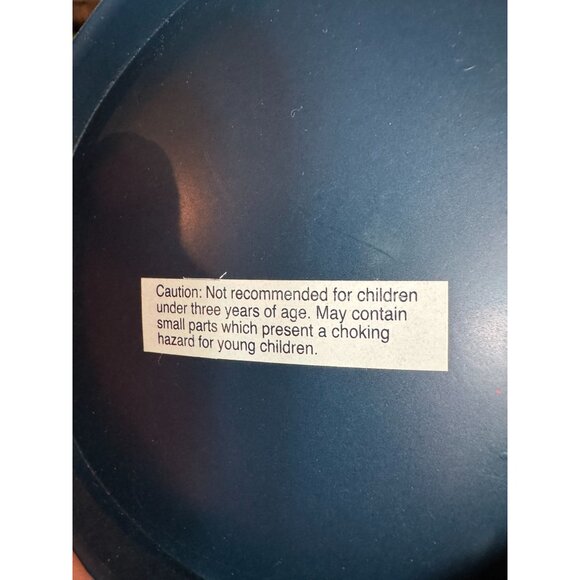 Caution: Not recommended for children
under three years of age. May contain
small parts which present a choking
hazard for young children.